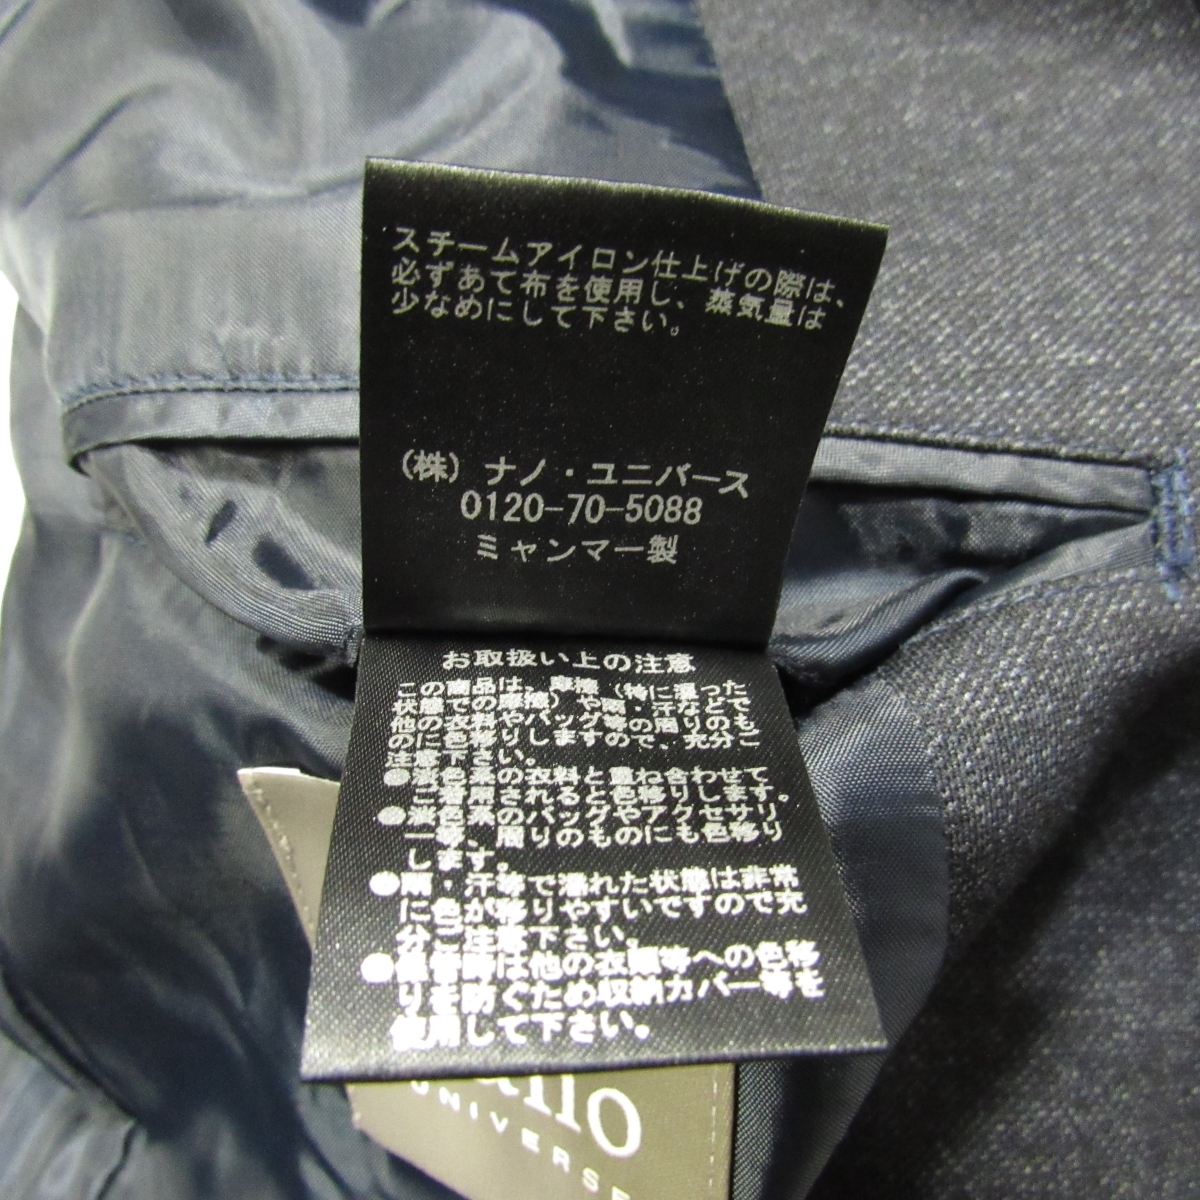 スチームアイロン仕上げの際は、
必ずあて布を使用し、蒸気量は
少なめにして下さい。
（株）ナノ・ユニバース
0120-70-5088
ミャンマー製
お取扱い上の注意
この商品は、摩擦（特に湿った
状態での摩擦）や雨・汗などで
他の衣料やバッグ等の周りのも
のに色移りしますので、充分ご
注意下さい。
●淡色系の衣料と重ね合わせて
ご着用されると色移りします。
●淡色系のバッグやアクセサリ
ー等、周りのものにも色移り
します。
●雨・汗等で濡れた状態は非常
に色が移りやすいですので充
分ご注意下さい。
●保管時は他の衣類等への色移
りを防ぐため収納カバー等を
使用して下さい。
UNIVERSE